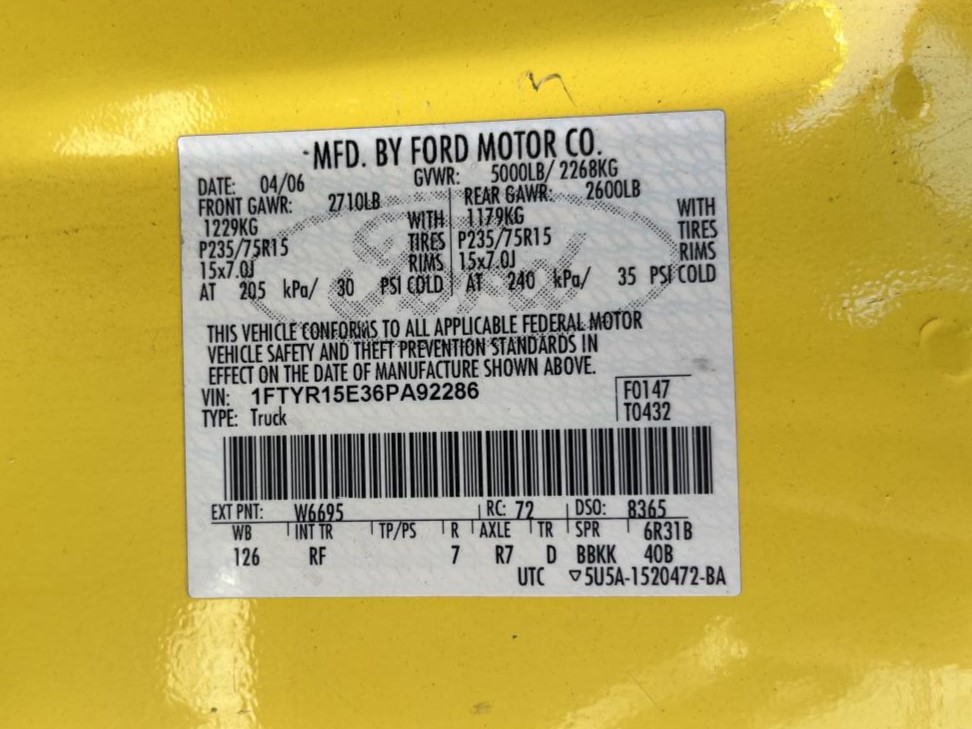 MFD. BY FORD MOTOR CO.
DATE: 04/06 GVWR: 5000LB/ 2268KG
FRONT GAWR: 2710LB REAR GAWR: 2600LB
1229KG WITH 1179KG WITH
P235/75R15 TIRES P235/75R15 TIRES
15x7.0J RIMS 15x7.0J RIMS
AT 205 kPa/ 30 PSI COLD AT 240 kPa/ 35 PSI COLD
Ford
THIS VEHICLE CONFORMS TO ALL APPLICABLE FEDERAL MOTOR
VEHICLE SAFETY AND THEFT PREVENTION STANDARDS IN
EFFECT ON THE DATE OF MANUFACTURE SHOWN ABOVE.
VIN: 1FTYR15E36PA92286 F0147
TYPE: Truck T0432
EXT PNT: W6695 RC: 72 DSO: 8365
WB INT TR TP/PS R AXLE TR SPR 6R31B
126 RF 7 R7 D BBKK 40B
UTC ▽5U5A-1520472-BA